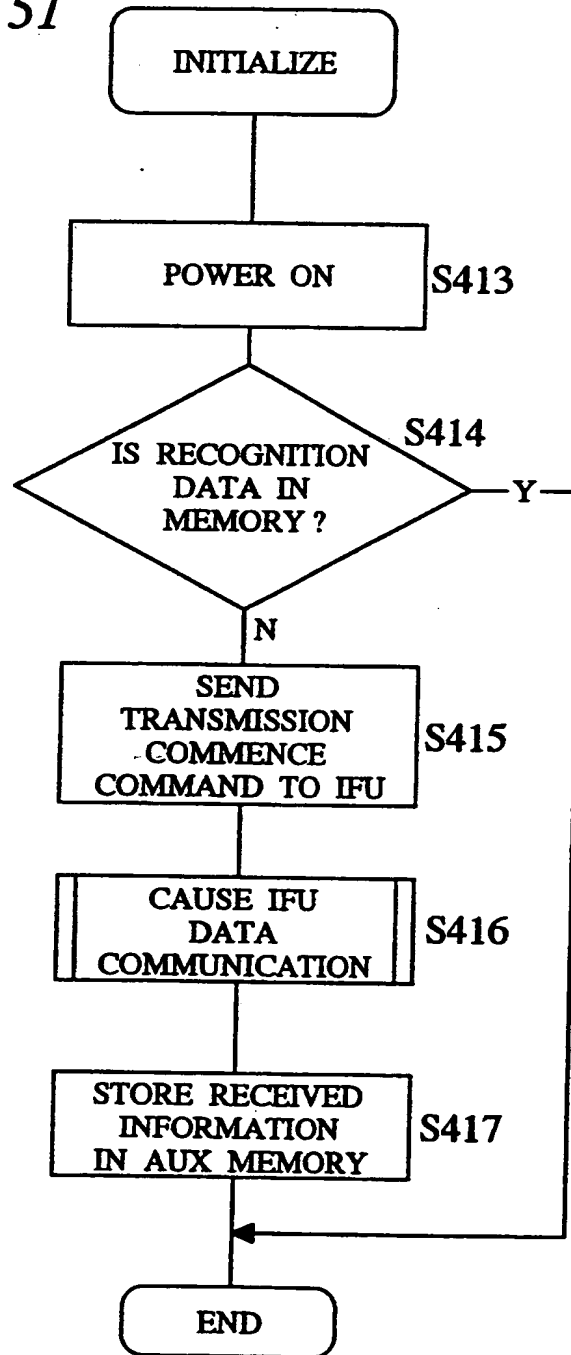 51
INITIALIZE
POWER ON
S413
S414
IS RECOGNITION
DATA IN
MEMORY ?
Y
N
SEND
TRANSMISSION
COMMENCE
COMMAND TO IFU
S415
CAUSE IFU
DATA
COMMUNICATION
S416
STORE RECEIVED
INFORMATION
IN AUX MEMORY
S417
END